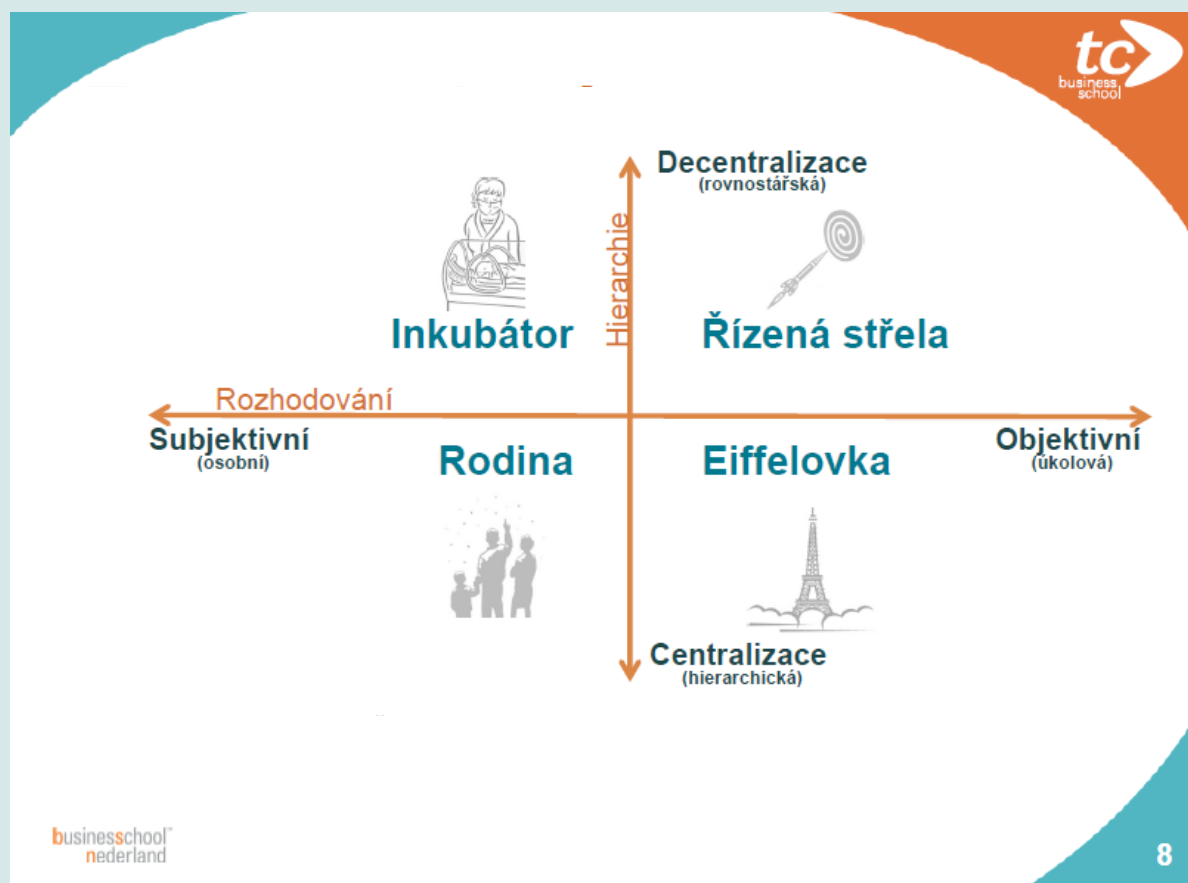 tc
business
school
Decentralizace
(rovnostářská)
Hierarchie
Inkubátor
Řízená střela
Rozhodování
Subjektivní
(osobní)
Rodina
Eiffelovka
Objektivní
(úkolová)
Centralizace
(hierarchická)
businesschool™
nederland
8